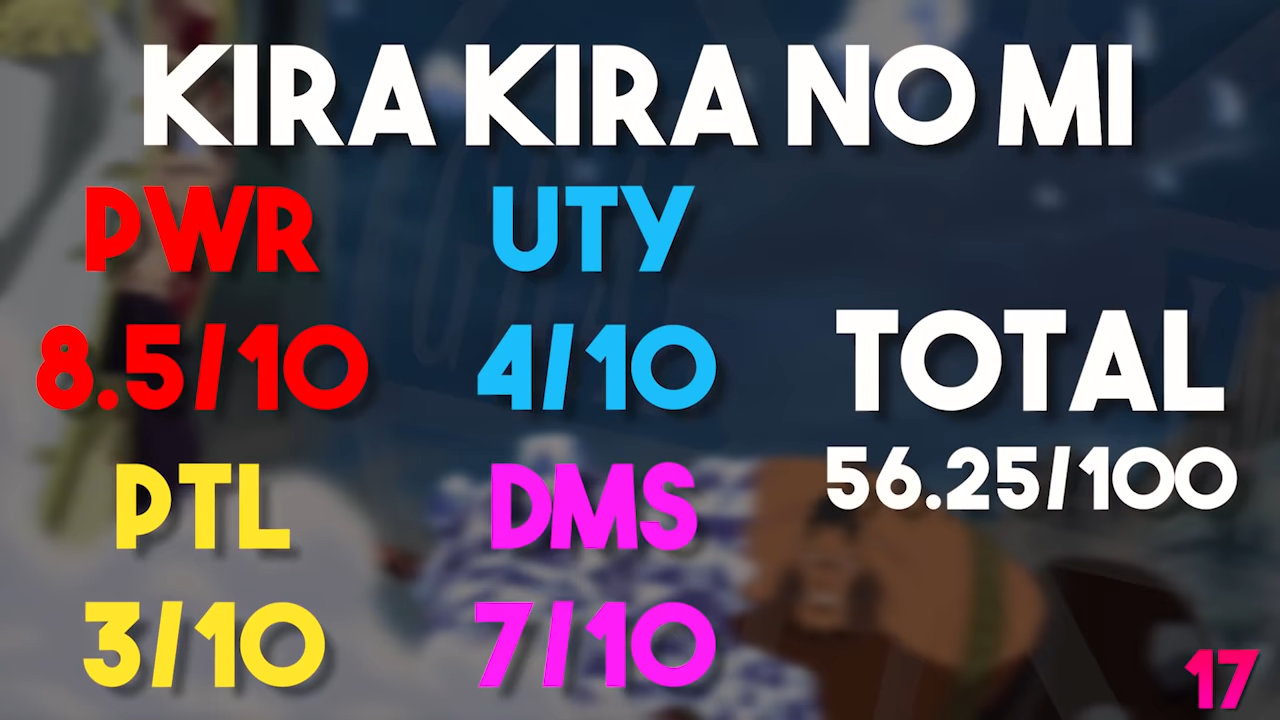 KIRA KIRA NO MI
PWR
8.5/10
UTY
4/10
PTL
3/10
DMS
7/10
TOTAL
56.25/100
17